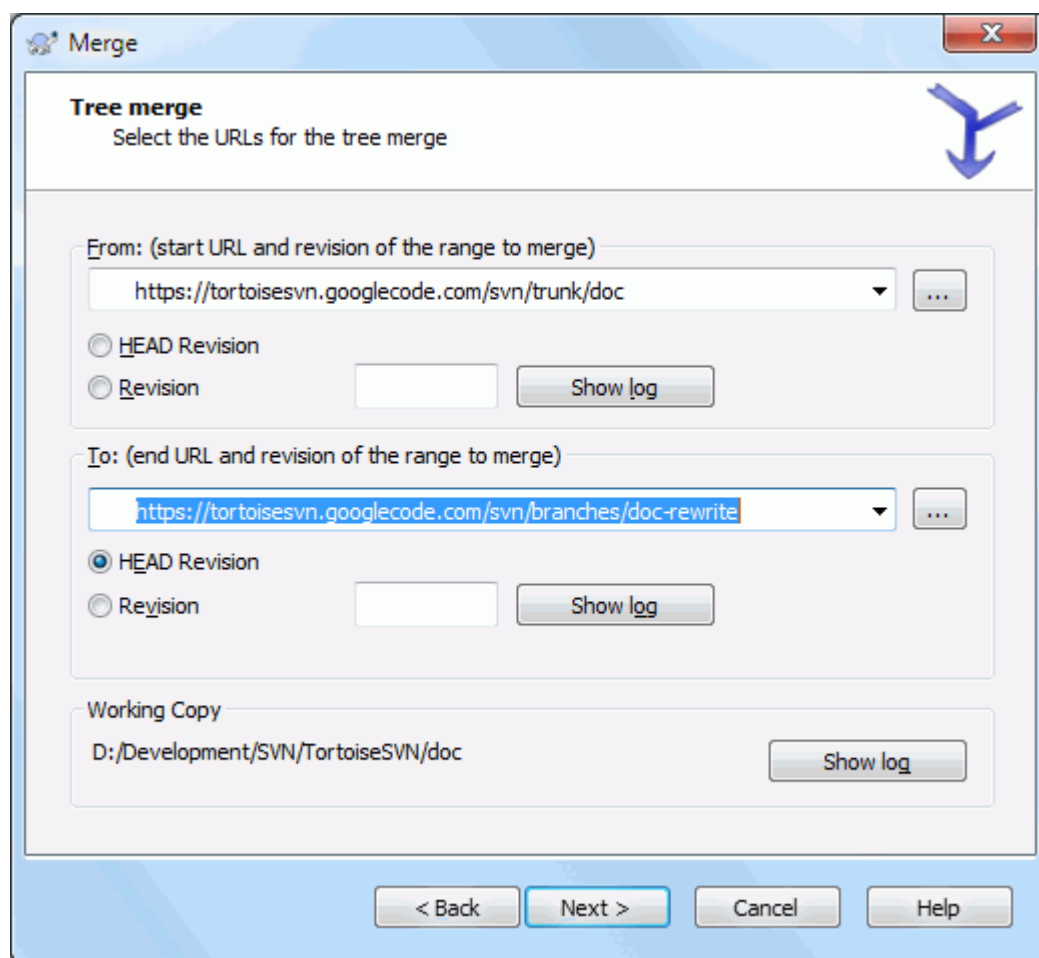 Merge
Tree merge
Select the URLs for the tree merge
From: (start URL and revision of the range to merge)
https://tortoisesvn.googlecode.com/svn/trunk/doc
...
HEAD Revision
Revision
Show log
To: (end URL and revision of the range to merge)
https://tortoisesvn.googlecode.com/svn/branches/doc-rewrite
...
HEAD Revision
Revision
Show log
Working Copy
D:/Development/SVN/TortoiseSVN/doc
Show log
< Back Next > Cancel Help